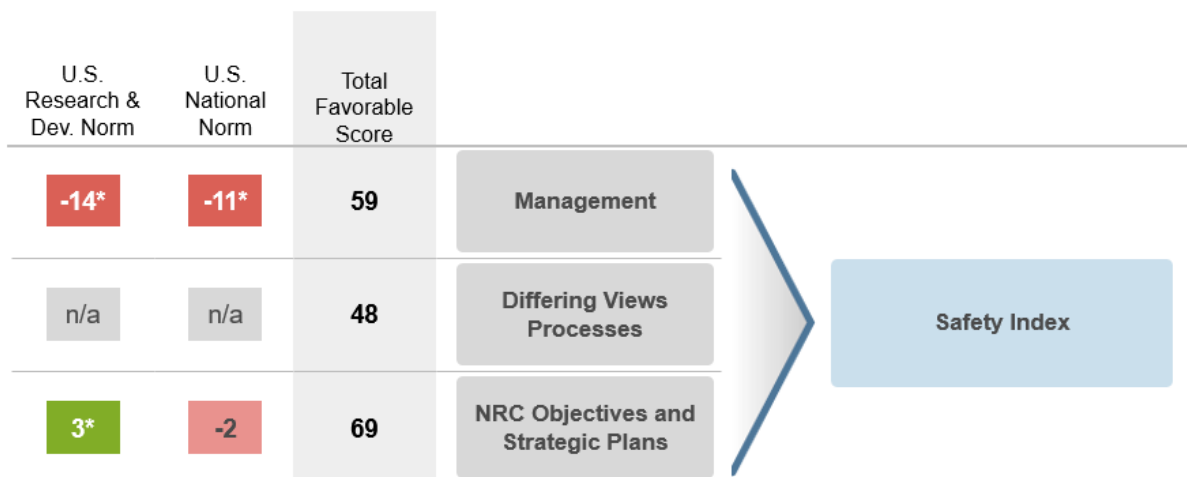 U.S.
Research &
Dev. Norm
U.S.
National
Norm
Total
Favorable
Score
-14*
-11*
59
Management
n/a
n/a
48
Differing Views
Processes
3*
-2
69
NRC Objectives and
Strategic Plans
Safety Index